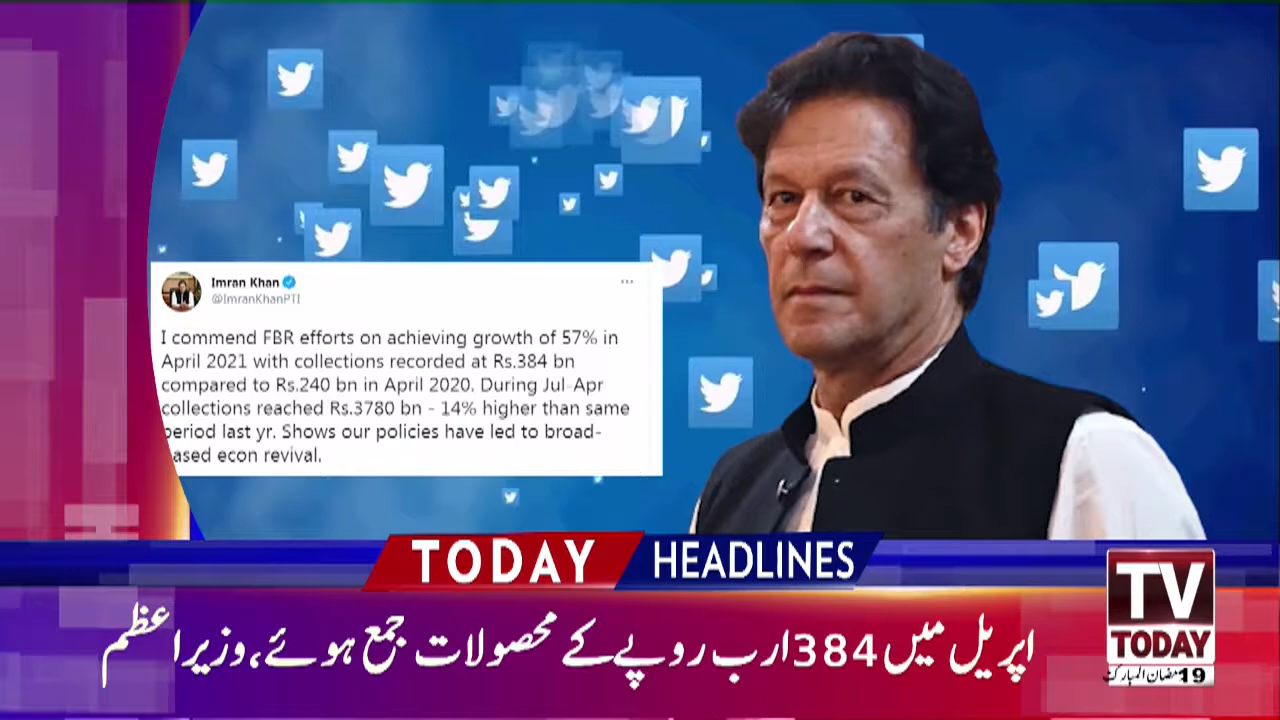 Imran Khan
@ImranKhanPTI
I commend FBR efforts on achieving growth of 57% in
April 2021 with collections recorded at Rs.384 bn
compared to Rs.240 bn in April 2020. During Jul-Apr
collections reached Rs.3780 bn - 14% higher than same
period last yr. Shows our policies have led to broad-
ased econ revival.
TODAY HEADLINES
اپریل میں 384 ارب روپے کے محصولات جمع ہوئے، وزیراعظم
TV
TODAY
19 رمضان المبارک